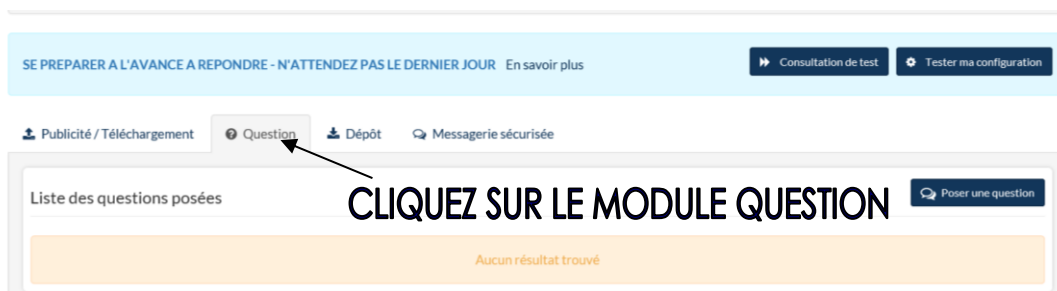 SE PREPARER A L'AVANCE A REPONDRE - N'ATTENDEZ PAS LE DERNIER JOUR En savoir plus Consultation de test Tester ma configuration
Publicité / Téléchargement Question Dépôt Messagerie sécurisée
Liste des questions posées CLIQUEZ SUR LE MODULE QUESTION Poser une question
Aucun résultat trouvé